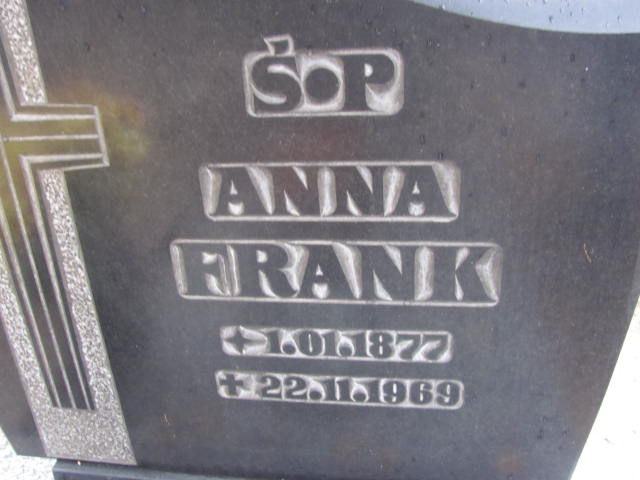 Ś.P
ANNA
FRANK
+1.01.1877
+22.11.1969